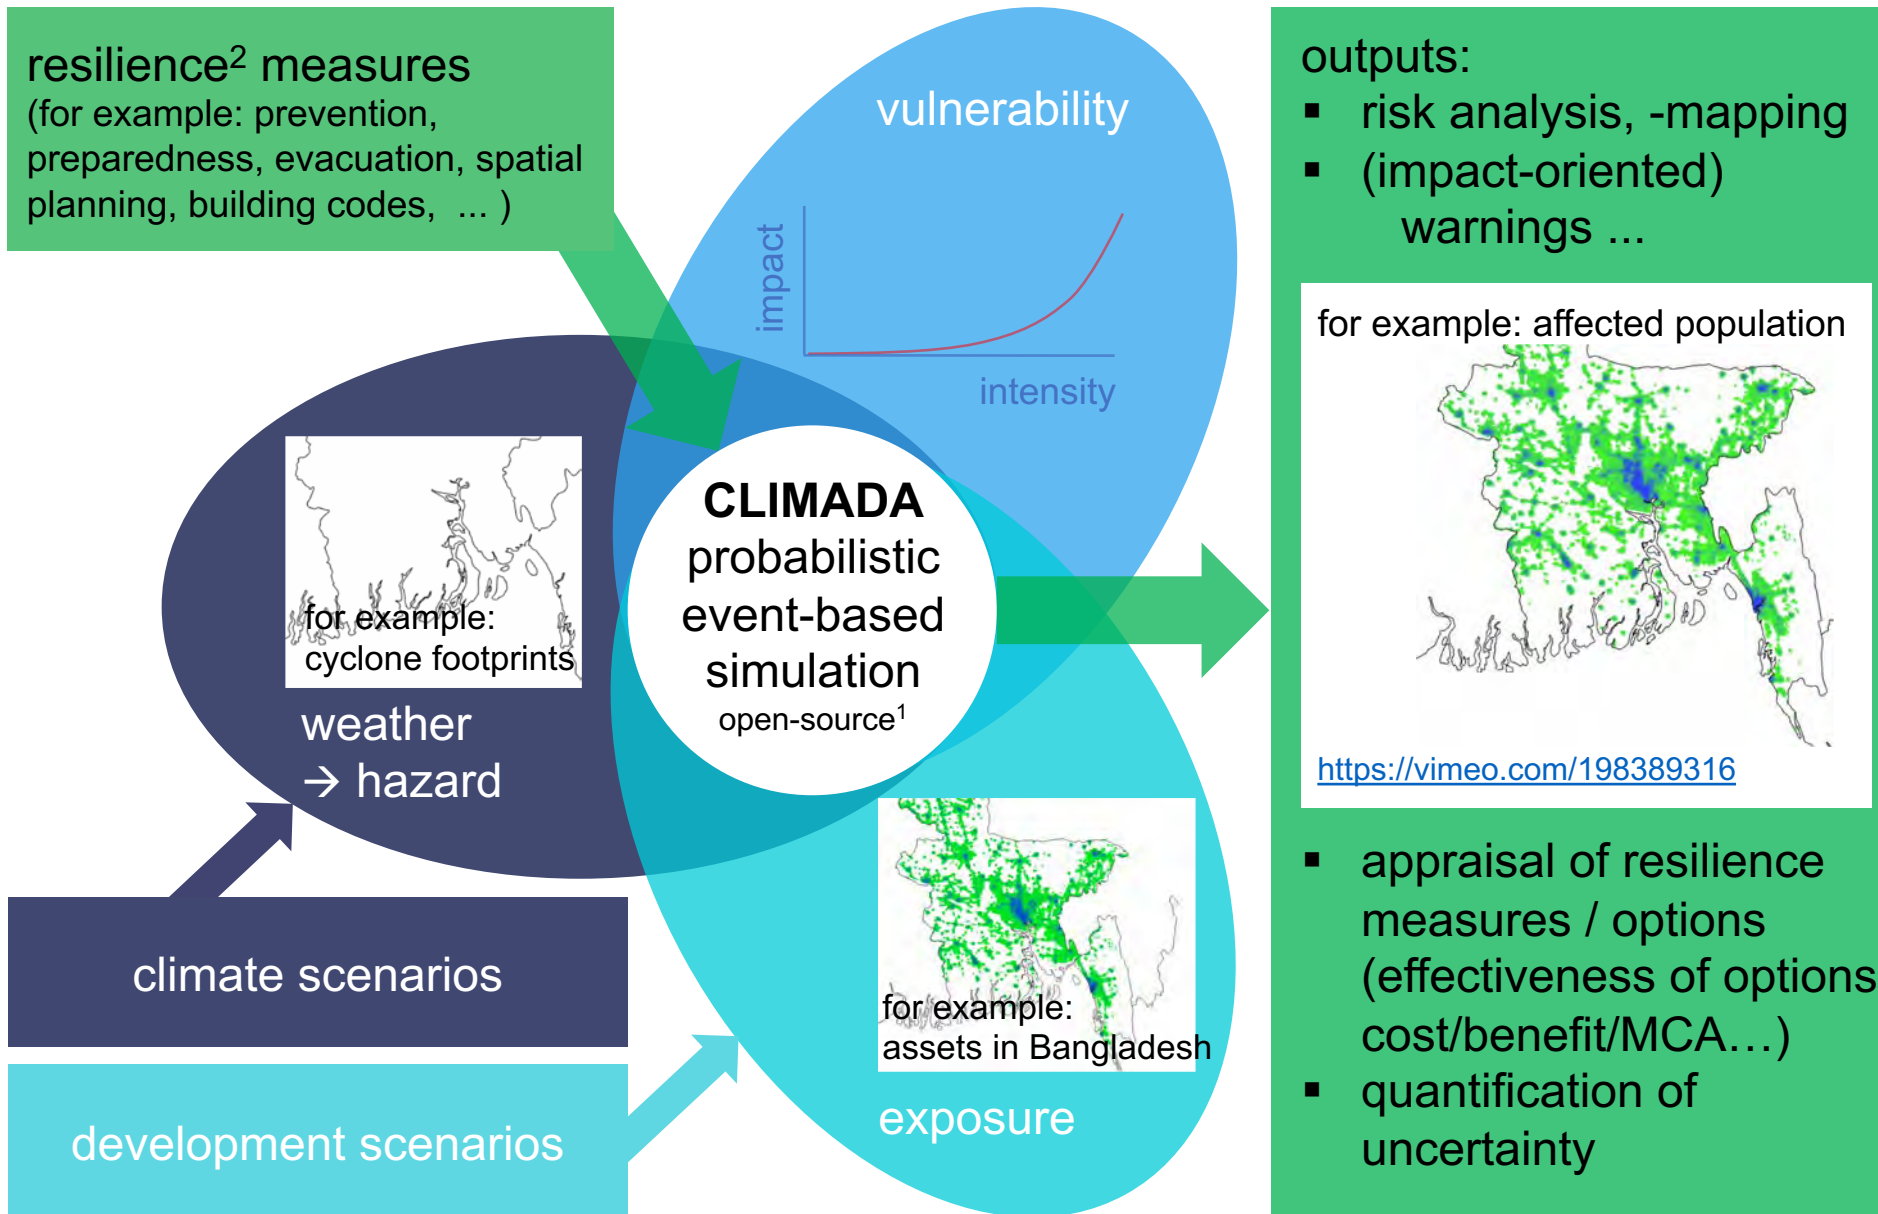 resilience² measures
(for example: prevention,
preparedness, evacuation, spatial
planning, building codes,  ... )
vulnerability
impact
intensity
for example:
cyclone footprints
weather
→ hazard
CLIMADA
probabilistic
event-based
simulation
open-source¹
climate scenarios
development scenarios
for example:
assets in Bangladesh
exposure
outputs:
▪ risk analysis, -mapping
▪ (impact-oriented)
warnings ...
for example: affected population
https://vimeo.com/198389316
▪ appraisal of resilience
measures / options
(effectiveness of options
cost/benefit/MCA…)
▪ quantification of
uncertainty